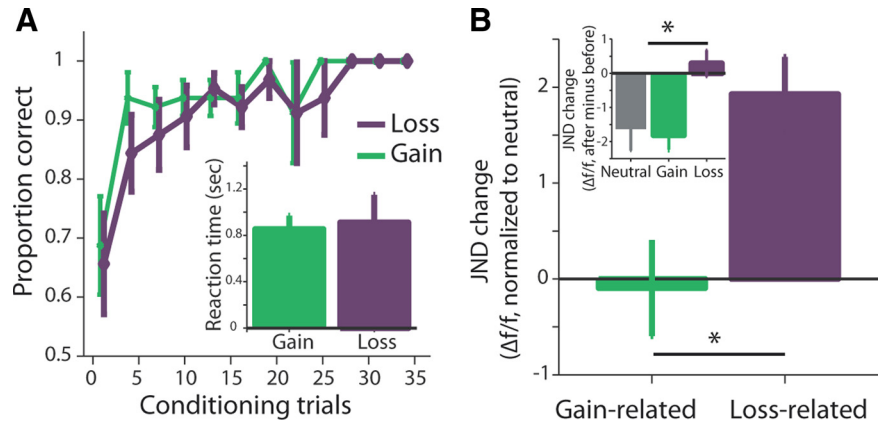 A
Proportion correct
1
0.9
0.8
0.7
0.6
0.5
0 5 10 15 20 25 30 35
Conditioning trials
Loss
Gain
Reaction time (sec)
1.2
0.8
0.4
0
Gain Loss
B
JND change
(Δf/f, normalized to neutral)
2
1
0
-1
Gain-related Loss-related
*
JND change
(Δf/f, after minus before)
1
0
-1
-2
Neutral Gain Loss
*